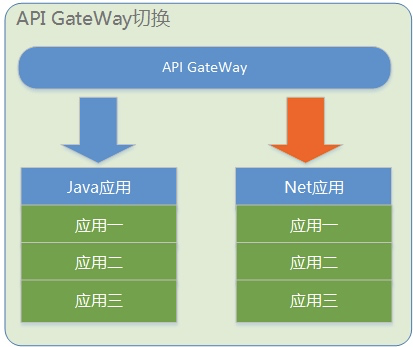 API GateWay切换
API GateWay
Java应用
Net应用
应用一
应用一
应用二
应用二
应用三
应用三